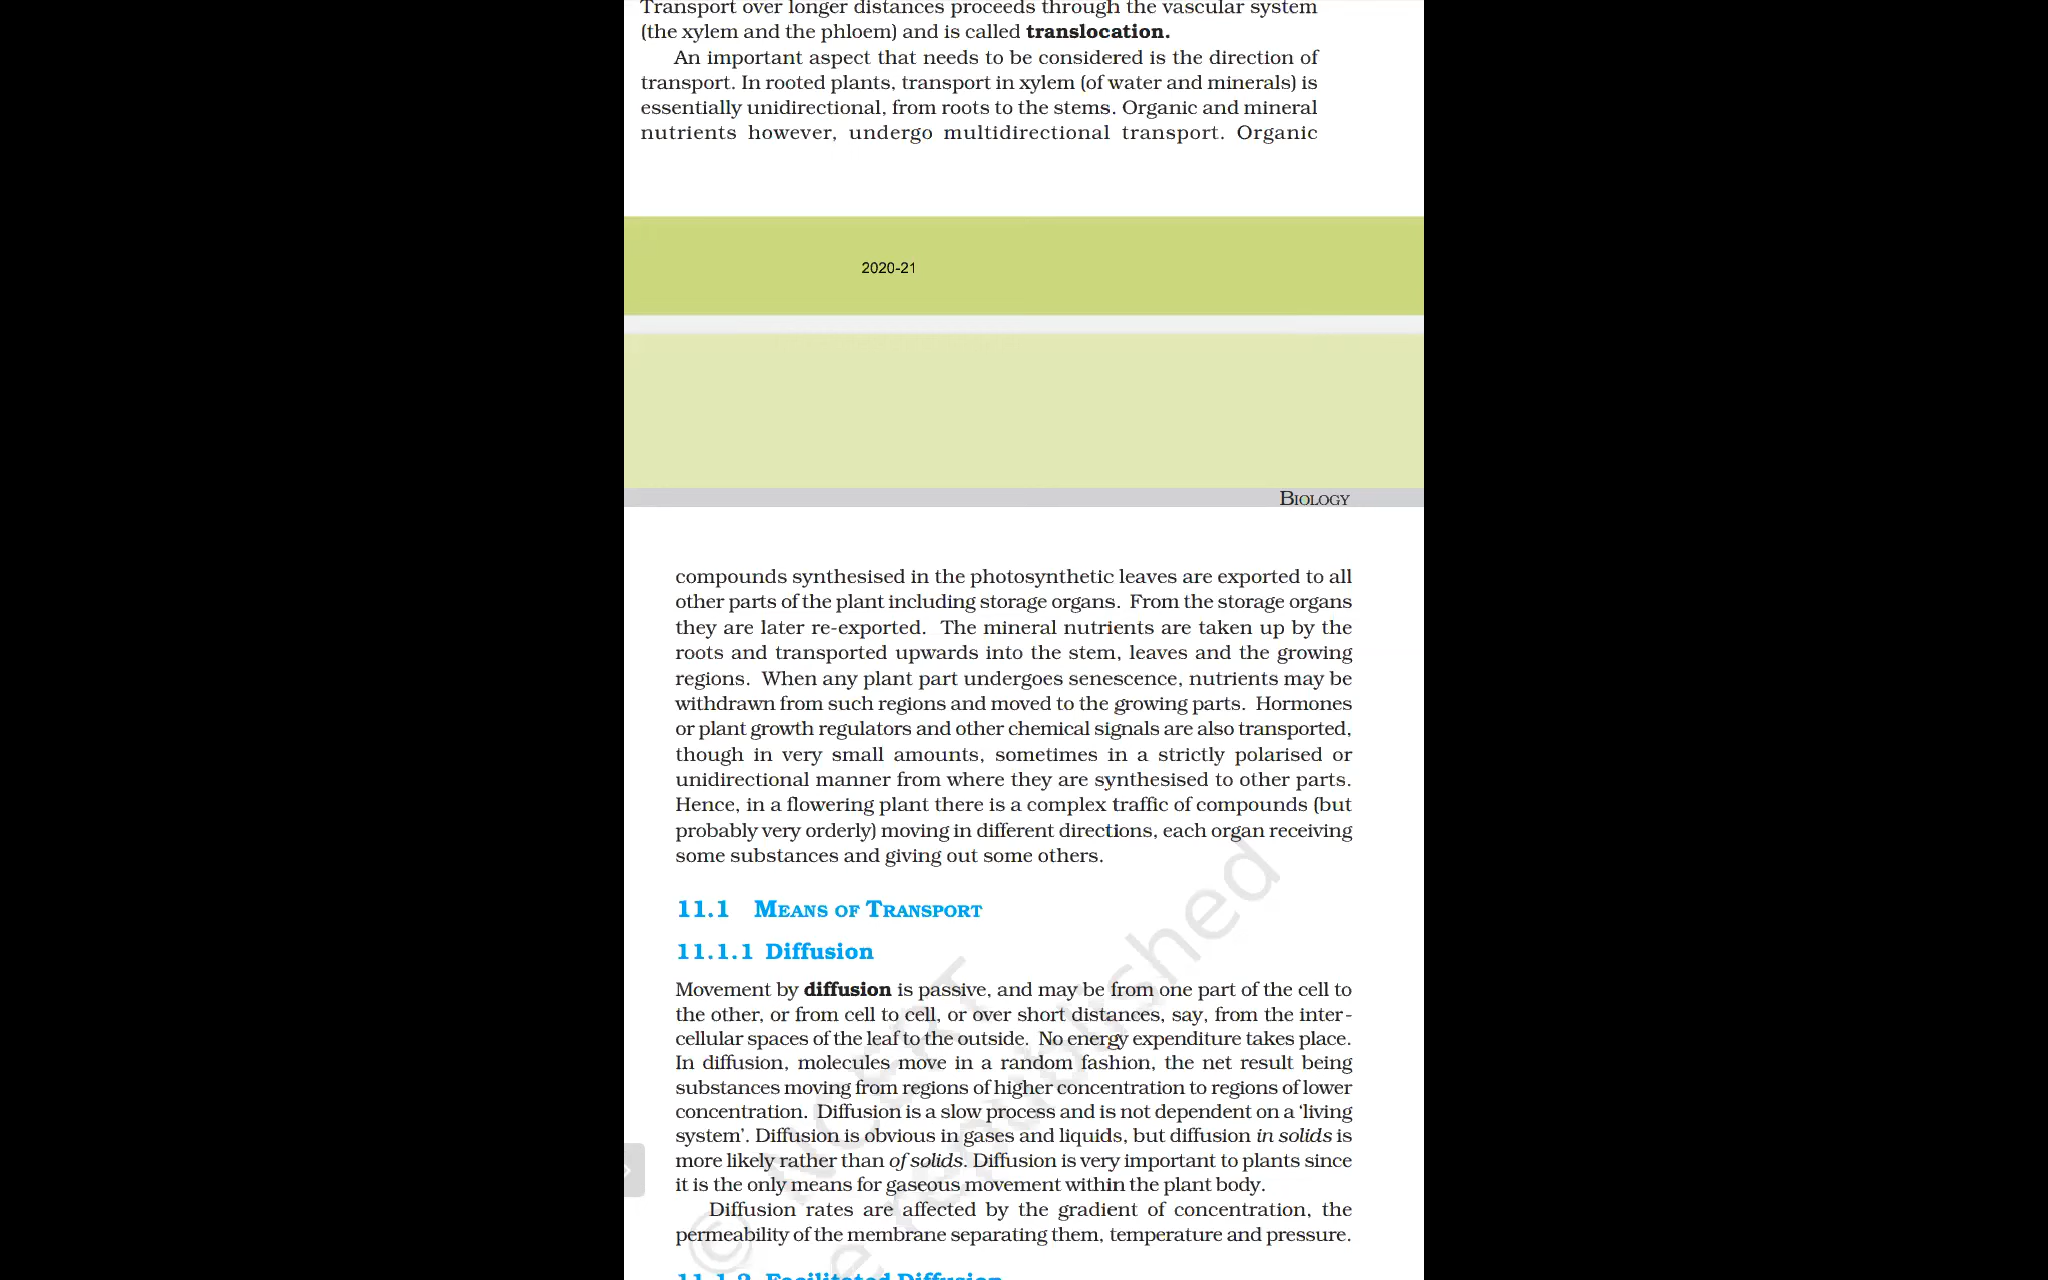 Transport over longer distances proceeds through the vascular system
(the xylem and the phloem) and is called translocation.
An important aspect that needs to be considered is the direction of
transport. In rooted plants, transport in xylem (of water and minerals) is
essentially unidirectional, from roots to the stems. Organic and mineral
nutrients however, undergo multidirectional transport. Organic
2020-21
BIOLOGY
compounds synthesised in the photosynthetic leaves are exported to all
other parts of the plant including storage organs. From the storage organs
they are later re-exported. The mineral nutrients are taken up by the
roots and transported upwards into the stem, leaves and the growing
regions. When any plant part undergoes senescence, nutrients may be
withdrawn from such regions and moved to the growing parts. Hormones
or plant growth regulators and other chemical signals are also transported,
though in very small amounts, sometimes in a strictly polarised or
unidirectional manner from where they are synthesised to other parts.
Hence, in a flowering plant there is a complex traffic of compounds (but
probably very orderly) moving in different directions, each organ receiving
some substances and giving out some others.
11.1 MEANS OF TRANSPORT
11.1.1 Diffusion
Movement by diffusion is passive, and may be from one part of the cell to
the other, or from cell to cell, or over short distances, say, from the inter-
cellular spaces of the leaf to the outside. No energy expenditure takes place.
In diffusion, molecules move in a random fashion, the net result being
substances moving from regions of higher concentration to regions of lower
concentration. Diffusion is a slow process and is not dependent on a ‘living
system’. Diffusion is obvious in gases and liquids, but diffusion in solids is
more likely rather than of solids. Diffusion is very important to plants since
it is the only means for gaseous movement within the plant body.
Diffusion rates are affected by the gradient of concentration, the
permeability of the membrane separating them, temperature and pressure.
11.1.2 Facilitated Diffusion
© NCERT
republished